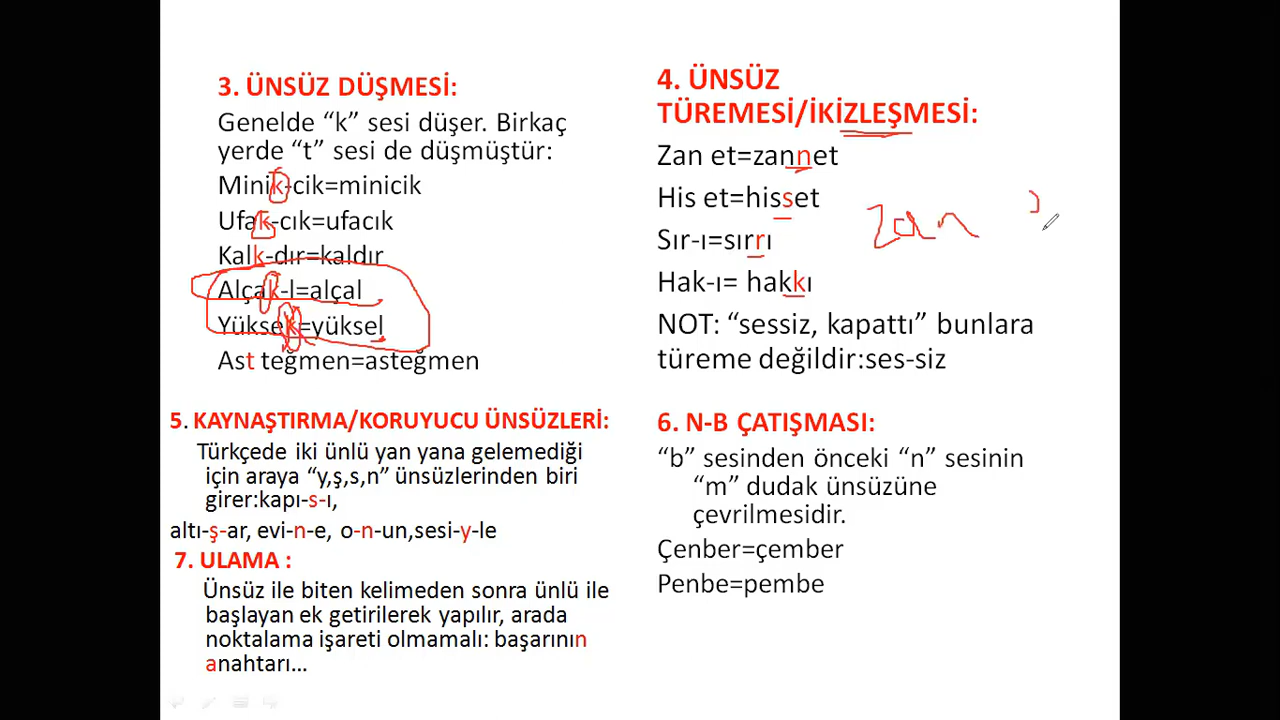 3. ÜNSÜZ DÜŞMESİ:
Genelde “k” sesi düşer. Birkaç
yerde “t” sesi de düşmüştür:
Minik-cik=minicik
Ufak-cık=ufacık
Kalk-dır=kaldır
Alçak-l=alçal
Yüksek=yüksel
Ast teğmen=asteğmen
4. ÜNSÜZ
TÜREMESİ/İKİZLEŞMESİ:
Zan et=zannet
His et=hisset
Sır-ı=sırrı
Hak-ı= hakkı
NOT: “sessiz, kapattı” bunlara
türeme değildir:ses-siz
zan
5. KAYNAŞTIRMA/KORUYUCU ÜNSÜZLERİ:
Türkçede iki ünlü yan yana gelemediği
için araya “y,ş,s,n” ünsüzlerinden biri
girer:kapı-s-ı,
altı-ş-ar, evi-n-e, o-n-un,sesi-y-le
7. ULAMA :
Ünsüz ile biten kelimeden sonra ünlü ile
başlayan ek getirilerek yapılır, arada
noktalama işareti olmamalı: başarının
anahtarı...
6. N-B ÇATIŞMASI:
“b” sesinden önceki “n” sesinin
“m” dudak ünsüzüne
çevrilmesidir.
Çenber=çember
Penbe=pembe